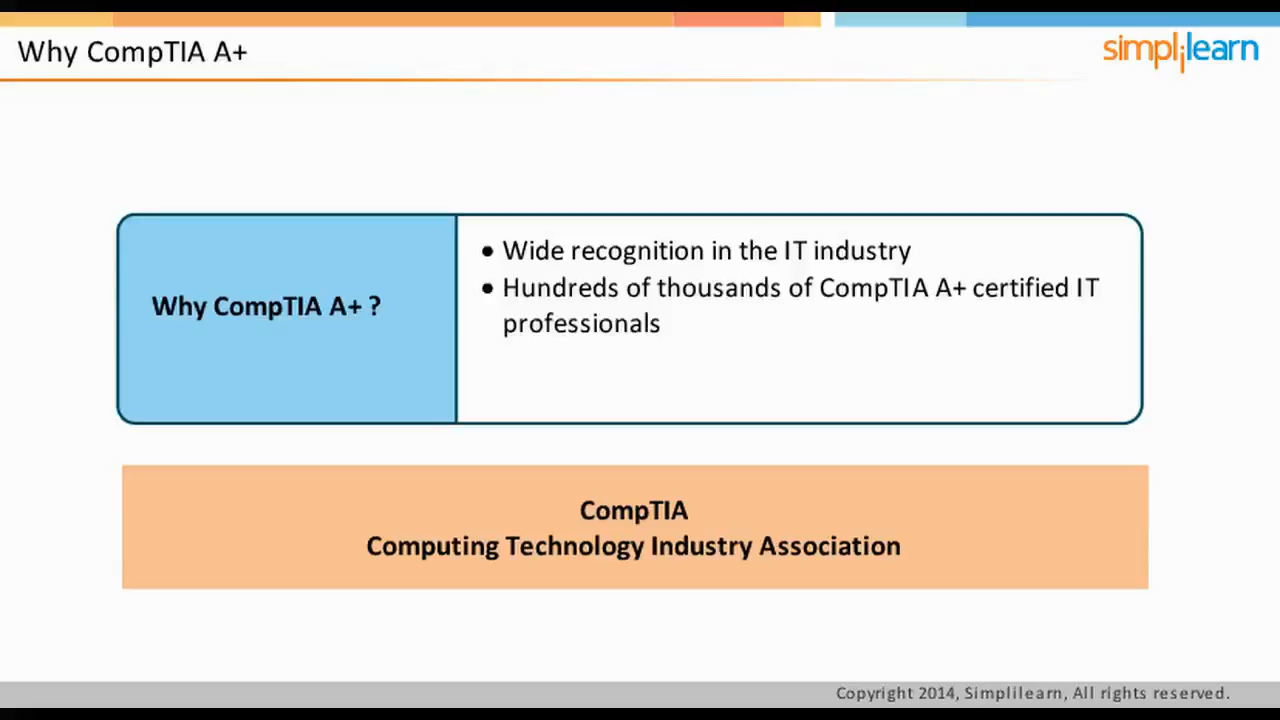 Why CompTIA A+
simplilearn
Why CompTIA A+ ?
• Wide recognition in the IT industry
• Hundreds of thousands of CompTIA A+ certified IT
professionals
CompTIA
Computing Technology Industry Association
Copyright 2014, Simplilearn, All rights reserved.